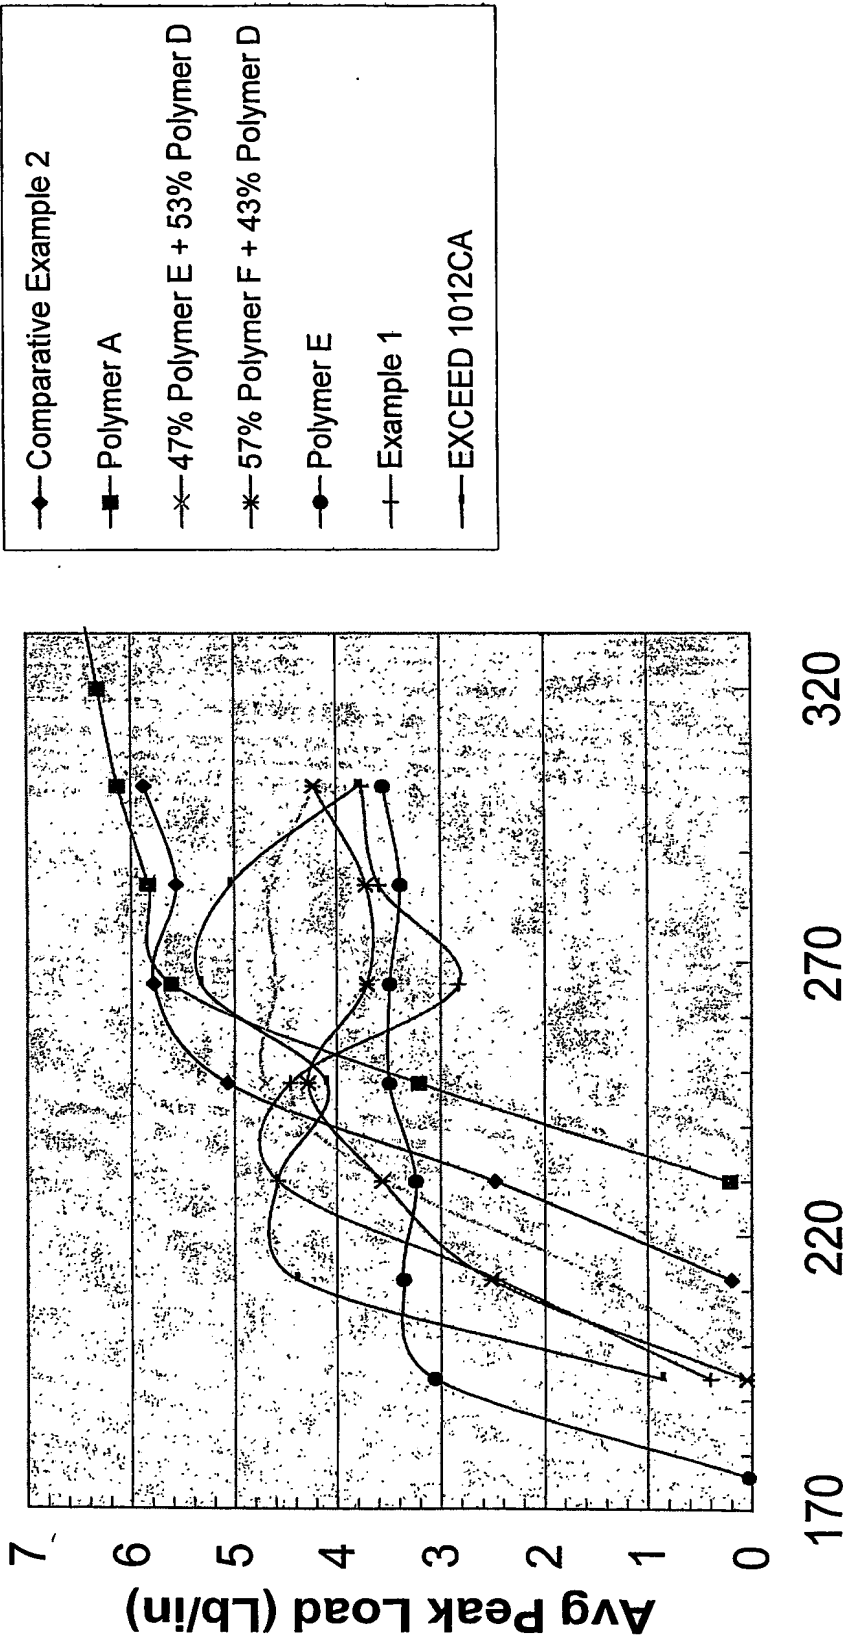 Avg Peak Load (Lb/in)
7
6
5
4
3
2
1
0
170
220
270
320
Comparative Example 2
Polymer A
47% Polymer E + 53% Polymer D
57% Polymer F + 43% Polymer D
Polymer E
Example 1
EXCEED 1012CA